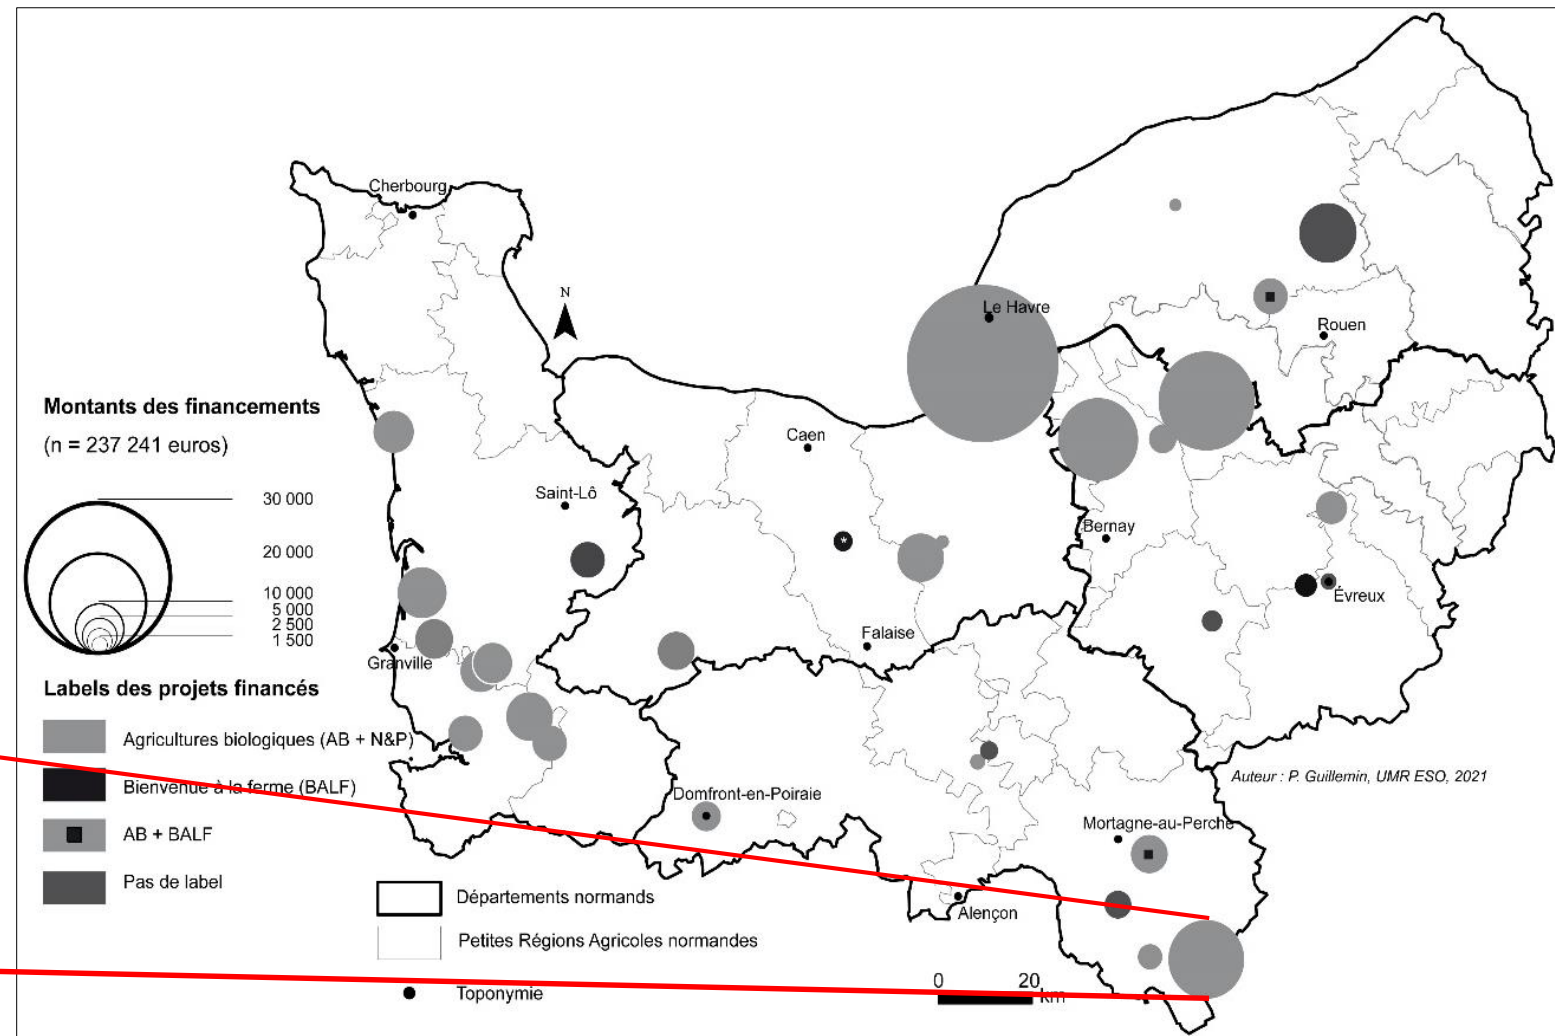 Cherbourg
N
Le Havre
Rouen
Montants des financements
(n = 237 241 euros)
Caen
30 000
Saint-Lô
20 000
Bernay
10 000
5 000
2 500
1 500
Évreux
Falaise
Granville
Labels des projets financés
Agricultures biologiques (AB + N&P)
Bienvenue à la ferme (BALF)
AB + BALF
Pas de label
Auteur : P. Guillemin, UMR ESO, 2021
Domfront-en-Poiraie
Mortagne-au-Perche
Départements normands
Alençon
Petites Régions Agricoles normandes
Toponymie
0 20
km